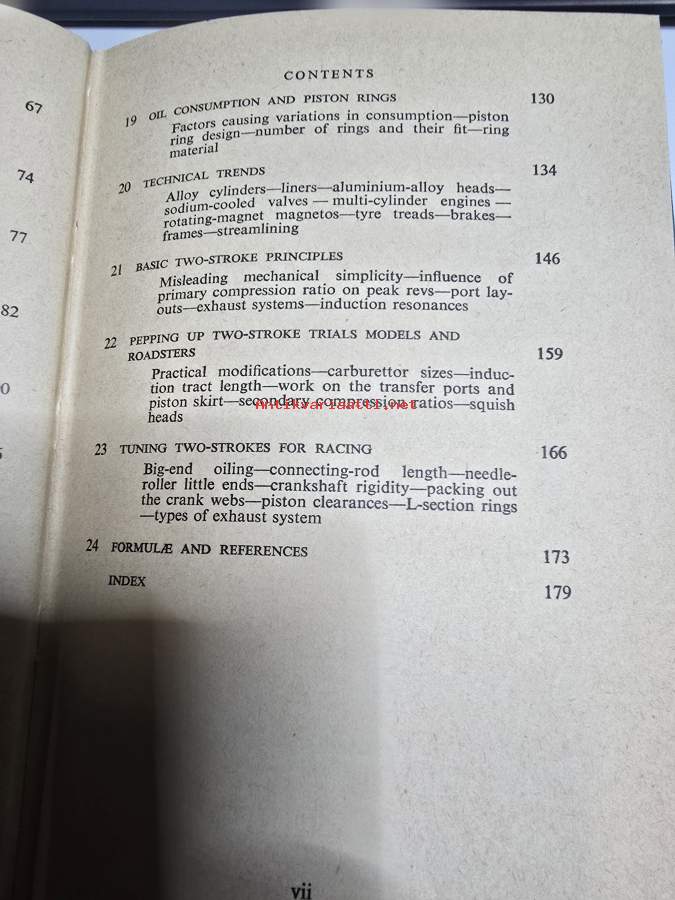 CONTENTS
67
74
77
82
0
19 OIL CONSUMPTION AND PISTON RINGS 130
Factors causing variations in consumption—piston
ring design—number of rings and their fit—ring
material
20 TECHNICAL TRENDS 134
Alloy cylinders—liners—aluminium-alloy heads—
sodium-cooled valves — multi-cylinder engines —
rotating-magnet magnetos—tyre treads—brakes—
frames—streamlining
21 BASIC TWO-STROKE PRINCIPLES 146
Misleading mechanical simplicity—influence of
primary compression ratio on peak revs—port lay-
outs—exhaust systems—induction resonances
22 PEPPING UP TWO-STROKE TRIALS MODELS AND
ROADSTERS 159
Practical modifications—carburettor sizes—induc-
tion tract length—work on the transfer ports and
piston skirt—secondary compression ratios—squish
heads
Antikvariaatti.net
23 TUNING TWO-STROKES FOR RACING 166
Big-end oiling—connecting-rod length—needle-
roller little ends—crankshaft rigidity—packing out
the crank webs—piston clearances—L-section rings
—types of exhaust system
24 FORMULÆ AND REFERENCES 173
INDEX 179
vii